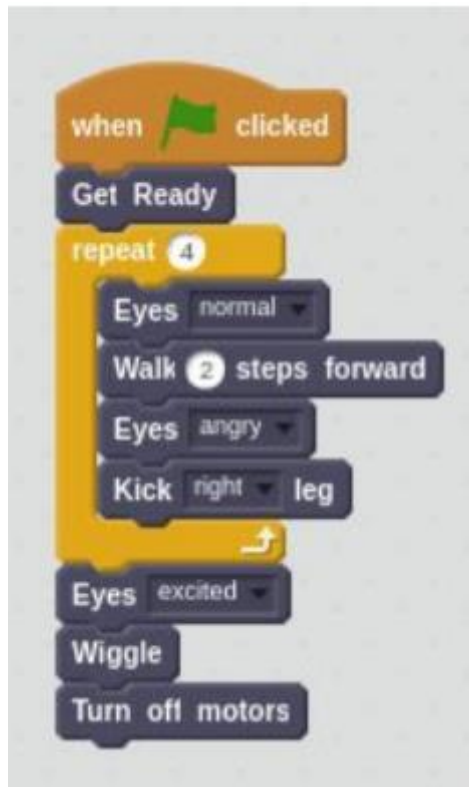 when clicked
Get Ready
repeat 4
Eyes normal
Walk 2 steps forward
Eyes angry
Kick right leg
Eyes excited
Wiggle
Turn off motors